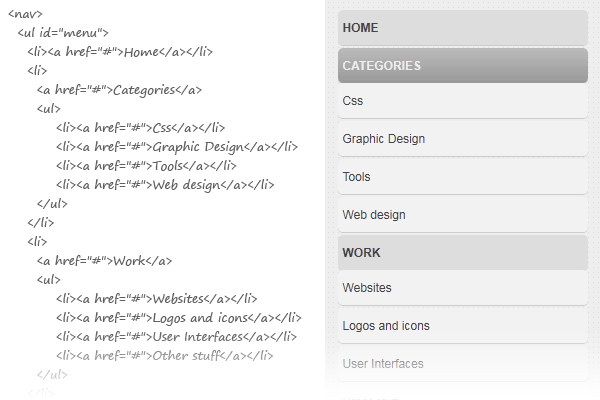 <nav>
<ul id="menu">
<li><a href="#">Home</a></li>
<li>
<a href="#">Categories</a>
<ul>
<li><a href="#">Css</a></li>
<li><a href="#">Graphic Design</a></li>
<li><a href="#">Tools</a></li>
<li><a href="#">Web design</a></li>
</ul>
</li>
<li>
<a href="#">Work</a>
<ul>
<li><a href="#">Websites</a></li>
<li><a href="#">Logos and icons</a></li>
<li><a href="#">User Interfaces</a></li>
<li><a href="#">Other stuff</a></li>
</ul>
</li>
HOME
CATEGORIES
Css
Graphic Design
Tools
Web design
WORK
Websites
Logos and icons
User Interfaces